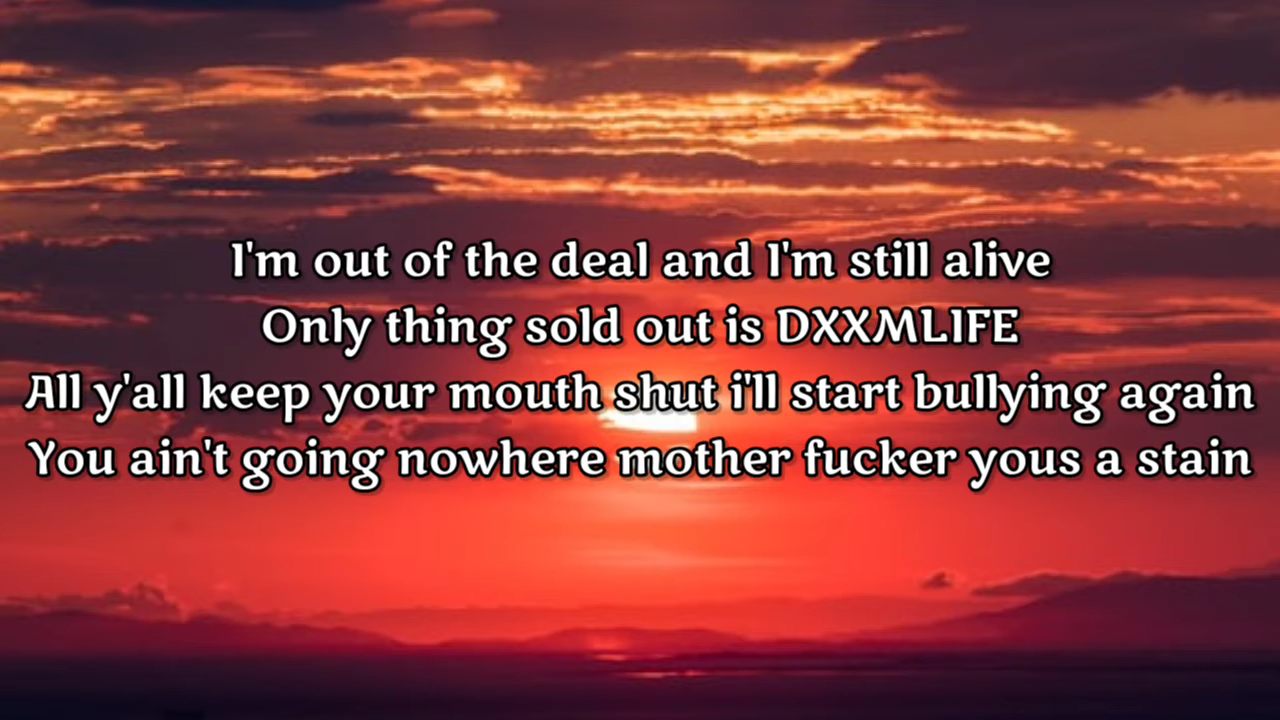 I'm out of the deal and I'm still alive
Only thing sold out is DXXMLIFE
All y'all keep your mouth shut i'll start bullying again
You ain't going nowhere mother fucker yous a stain